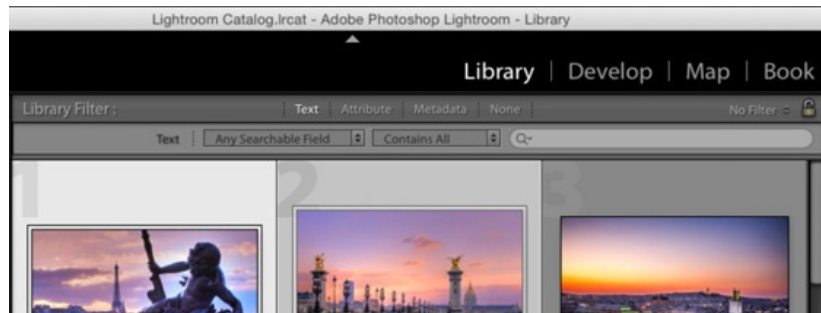 Lightroom Catalog.lrcat - Adobe Photoshop Lightroom - Library
Library | Develop | Map | Book
Library Filter : Text Attribute Metadata None No Filter
Text Any Searchable Field Contains All
1 2 3